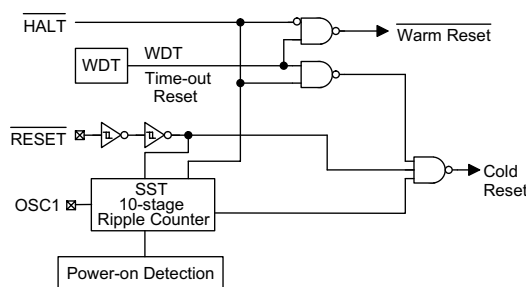 HALT
WDT
WDT
Time-out
Reset
Warm Reset
RESET
OSC1
SST
10-stage
Ripple Counter
Cold
Reset
Power-on Detection